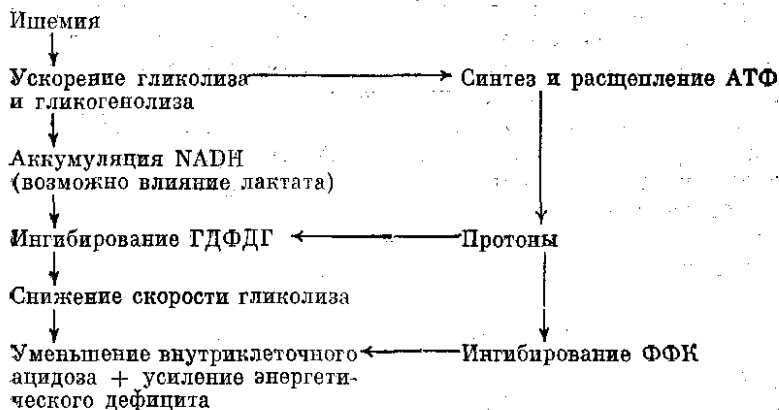 Ишемия
Ускорение гликолиза
и гликогенолиза
Синтез и расщепление АТФ
Аккумуляция NADH
(возможно влияние лактата)
Ингибирование ГДФДГ
Протоны
Снижение скорости гликолиза
Уменьшение внутриклеточного
ацидоза + усиление энергети-
ческого дефицита
Ингибирование ФФК